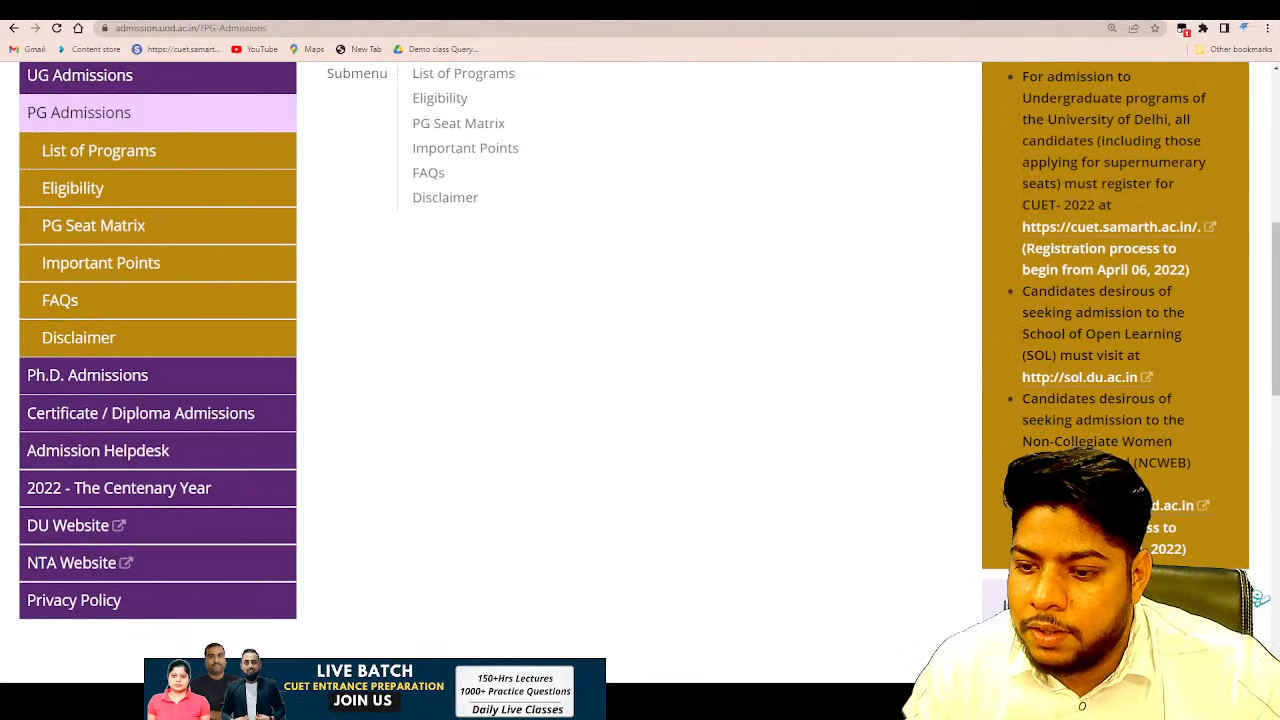 admission.uod.ac.in/?PG-Admissions
Gmail
Content store
https://cuet.samart...
YouTube
Maps
New Tab
Demo class Query...
Other bookmarks
UG Admissions
PG Admissions
List of Programs
Eligibility
PG Seat Matrix
Important Points
FAQs
Disclaimer
Ph.D. Admissions
Certificate / Diploma Admissions
Admission Helpdesk
2022 - The Centenary Year
DU Website
NTA Website
Privacy Policy
Submenu
List of Programs
Eligibility
PG Seat Matrix
Important Points
FAQs
Disclaimer
For admission to
Undergraduate programs of
the University of Delhi, all
candidates (including those
applying for supernumerary
seats) must register for
CUET- 2022 at
https://cuet.samarth.ac.in/.
(Registration process to
begin from April 06, 2022)
Candidates desirous of
seeking admission to the
School of Open Learning
(SOL) must visit at
http://sol.du.ac.in
Candidates desirous of
seeking admission to the
Non-Collegiate Women
(NCWEB)
d.ac.in
ss to
2022)
LIVE BATCH
CUET ENTRANCE PREPARATION
JOIN US
150+Hrs Lectures
1000+ Practice Questions
Daily Live Classes